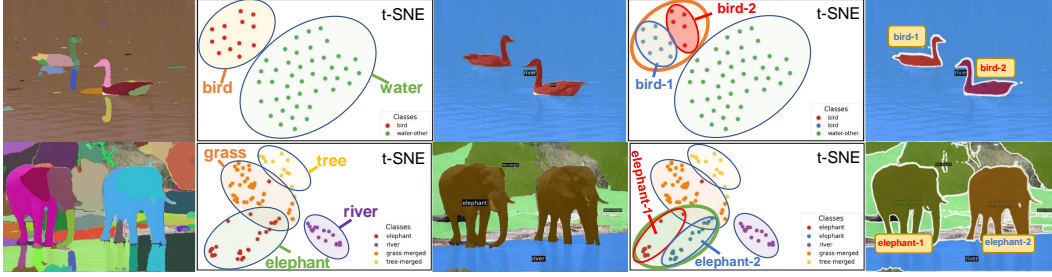 t-SNE
bird
water
Classes
bird
water-other
river
t-SNE
bird-2
bird-1
Classes
bird
bird
water-other
bird-1
bird-2
river
t-SNE
grass
tree
river
elephant
Classes
elephant
river
grass-merged
tree-merged
elephant
river
t-SNE
elephant-1
elephant-2
Classes
elephant
elephant
river
grass-merged
tree-merged
elephant-1
elephant-2
river